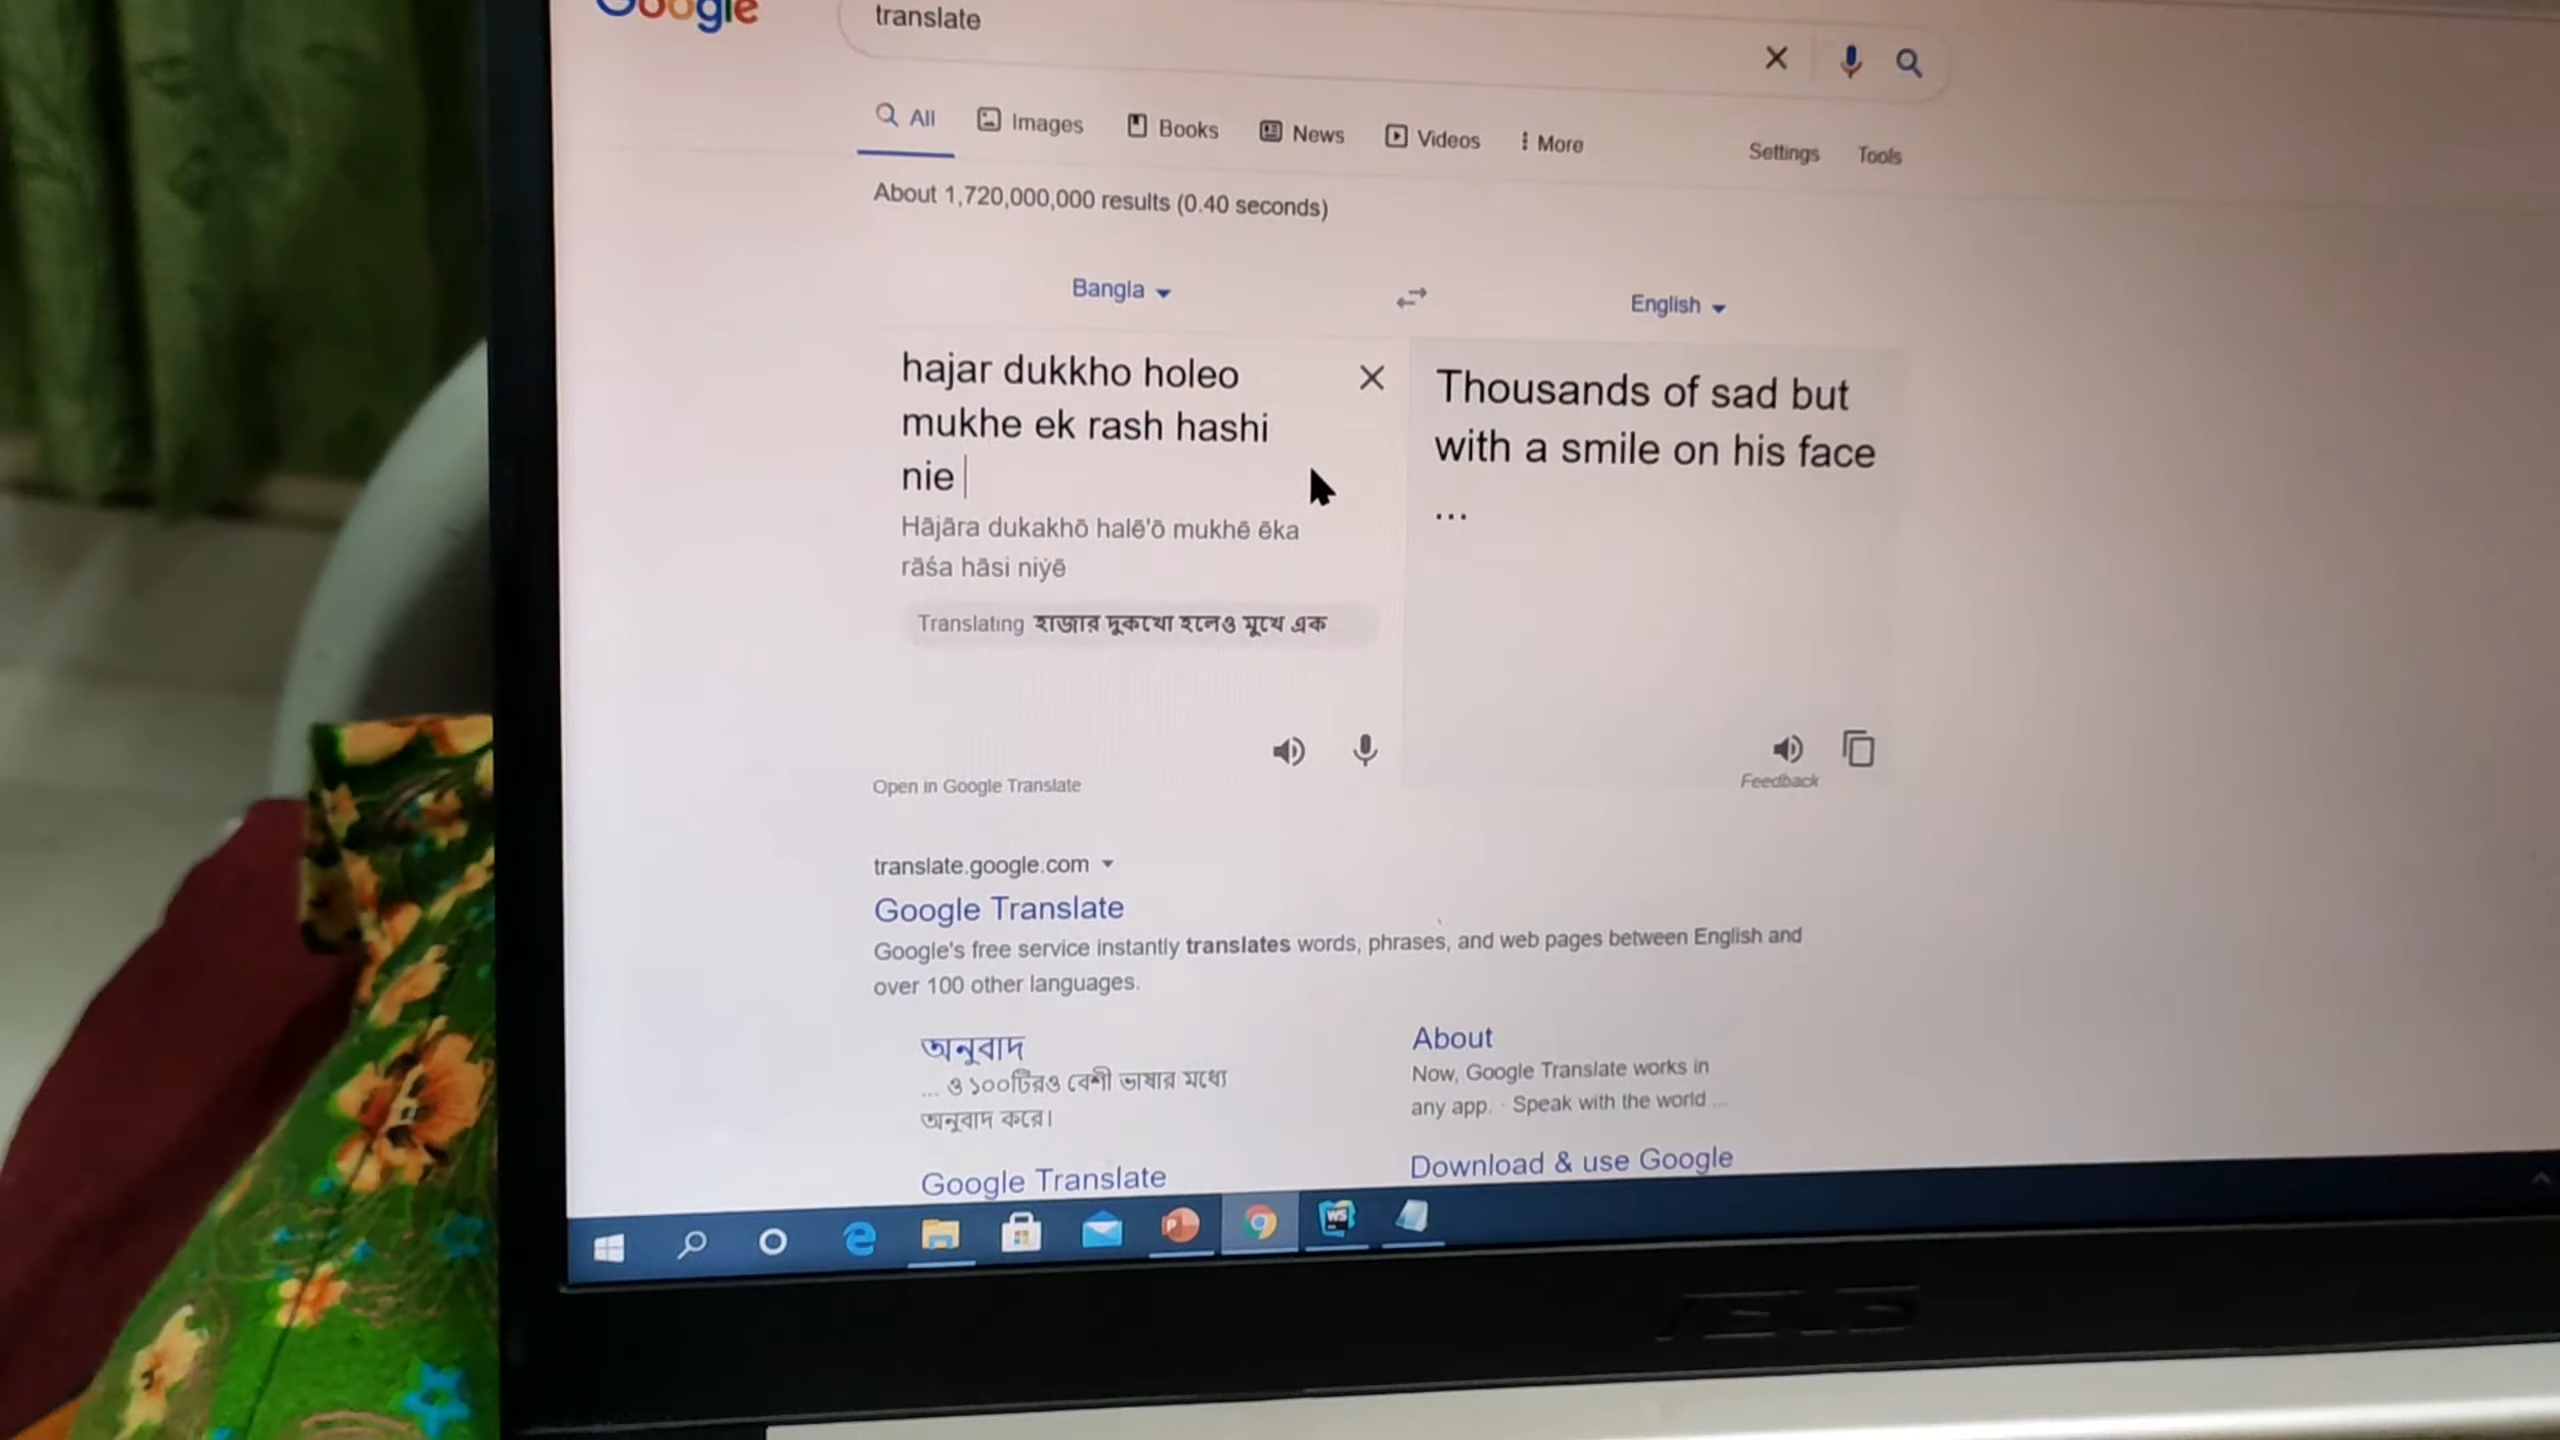 Google
translate
All Images Books News Videos More Settings Tools
About 1,720,000,000 results (0.40 seconds)
Bangla English
hajar dukkho holeo
mukhe ek rash hashi
nie
Hājāra dukakhō halē'ō mukhē ēka
rāśa hāsi niẏē
Translating হাজার দুকখো হলেও মুখে এক
Thousands of sad but
with a smile on his face
...
Open in Google Translate
Feedback
translate.google.com
Google Translate
Google's free service instantly translates words, phrases, and web pages between English and
over 100 other languages.
অনুবাদ
... ও ১০০টিরও বেশী ভাষার মধ্যে
অনুবাদ করে।
About
Now, Google Translate works in
any app. · Speak with the world ...
Google Translate
Download & use Google
WS
ASUS